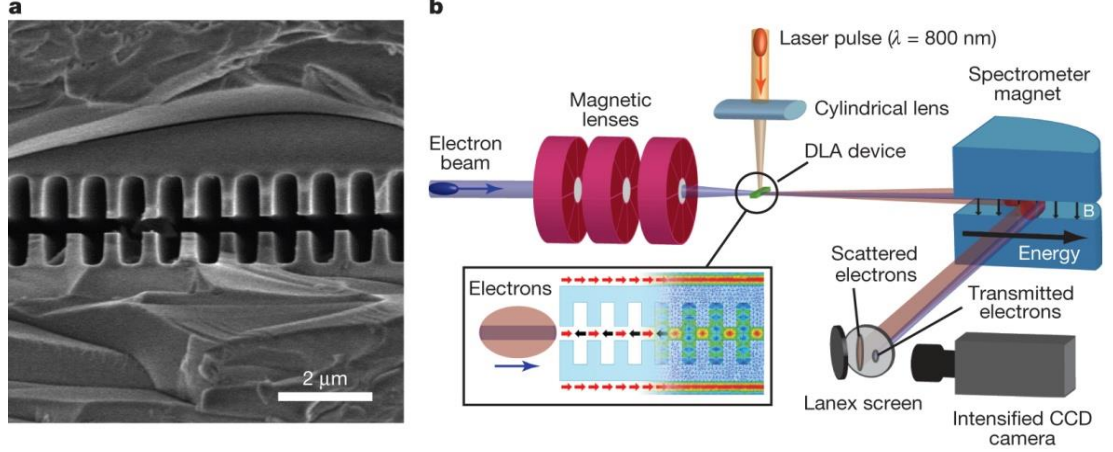 a
2 μm
b
Laser pulse (λ = 800 nm)
Cylindrical lens
DLA device
Magnetic
lenses
Electron
beam
Spectrometer
magnet
B
Energy
Scattered
electrons
Transmitted
electrons
Electrons
Lanex screen
Intensified CCD
camera